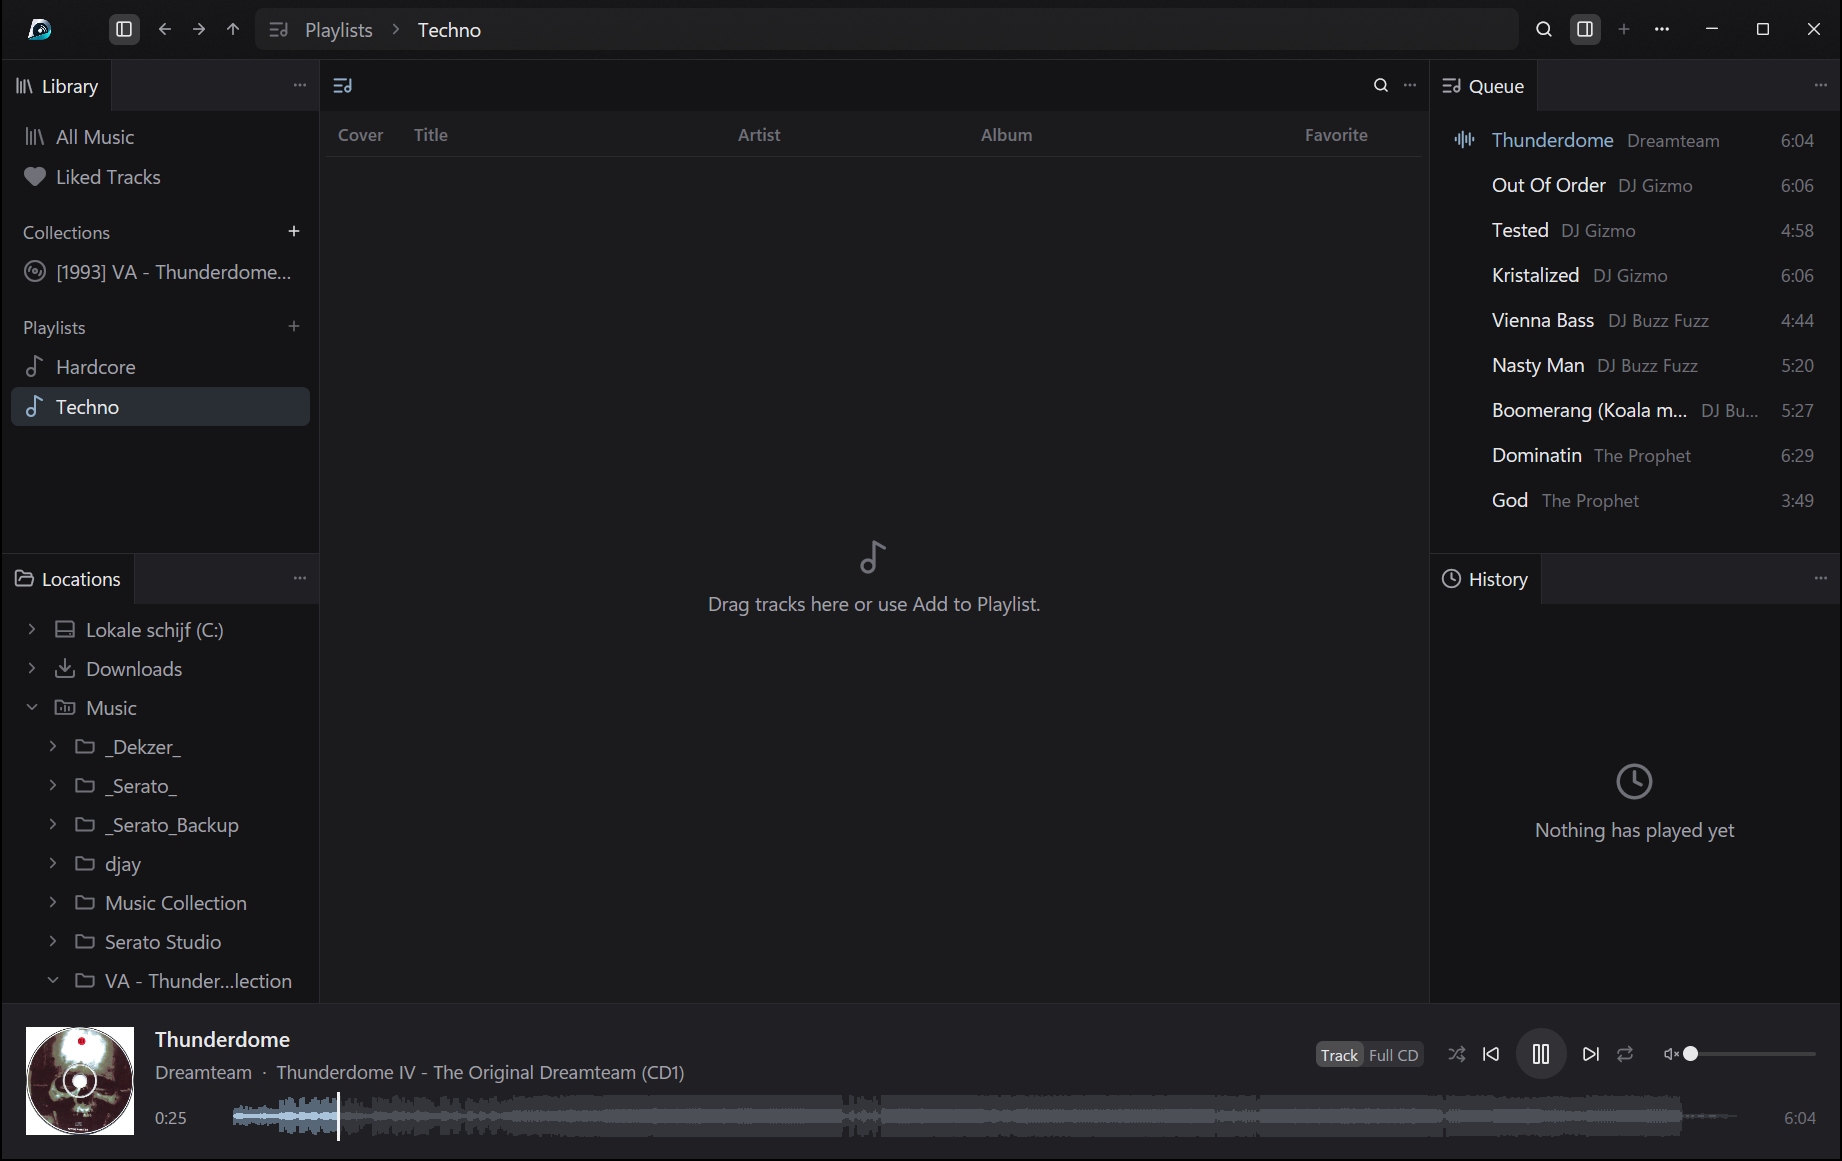 Playlists > Techno
Library
All Music
Liked Tracks
Collections +
[1993] VA - Thunderdome...
Playlists +
Hardcore
Techno
Locations
Lokale schijf (C:)
Downloads
Music
_Dekzer_
_Serato_
_Serato_Backup
djay
Music Collection
Serato Studio
VA - Thunder...lection
Cover Title Artist Album Favorite
Drag tracks here or use Add to Playlist.
Queue
Thunderdome Dreamteam 6:04
Out Of Order DJ Gizmo 6:06
Tested DJ Gizmo 4:58
Kristalized DJ Gizmo 6:06
Vienna Bass DJ Buzz Fuzz 4:44
Nasty Man DJ Buzz Fuzz 5:20
Boomerang (Koala m... DJ Bu... 5:27
Dominatin The Prophet 6:29
God The Prophet 3:49
History
Nothing has played yet
Thunderdome
Dreamteam · Thunderdome IV - The Original Dreamteam (CD1)
Track Full CD
0:25 6:04